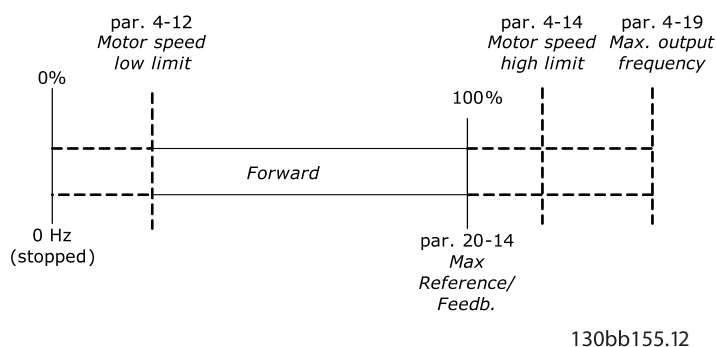 par. 4-12
Motor speed
low limit
par. 4-14
Motor speed
high limit
par. 4-19
Max. output
frequency
0%
100%
Forward
0 Hz
(stopped)
par. 20-14
Max
Reference/
Feedb.
130bb155.12